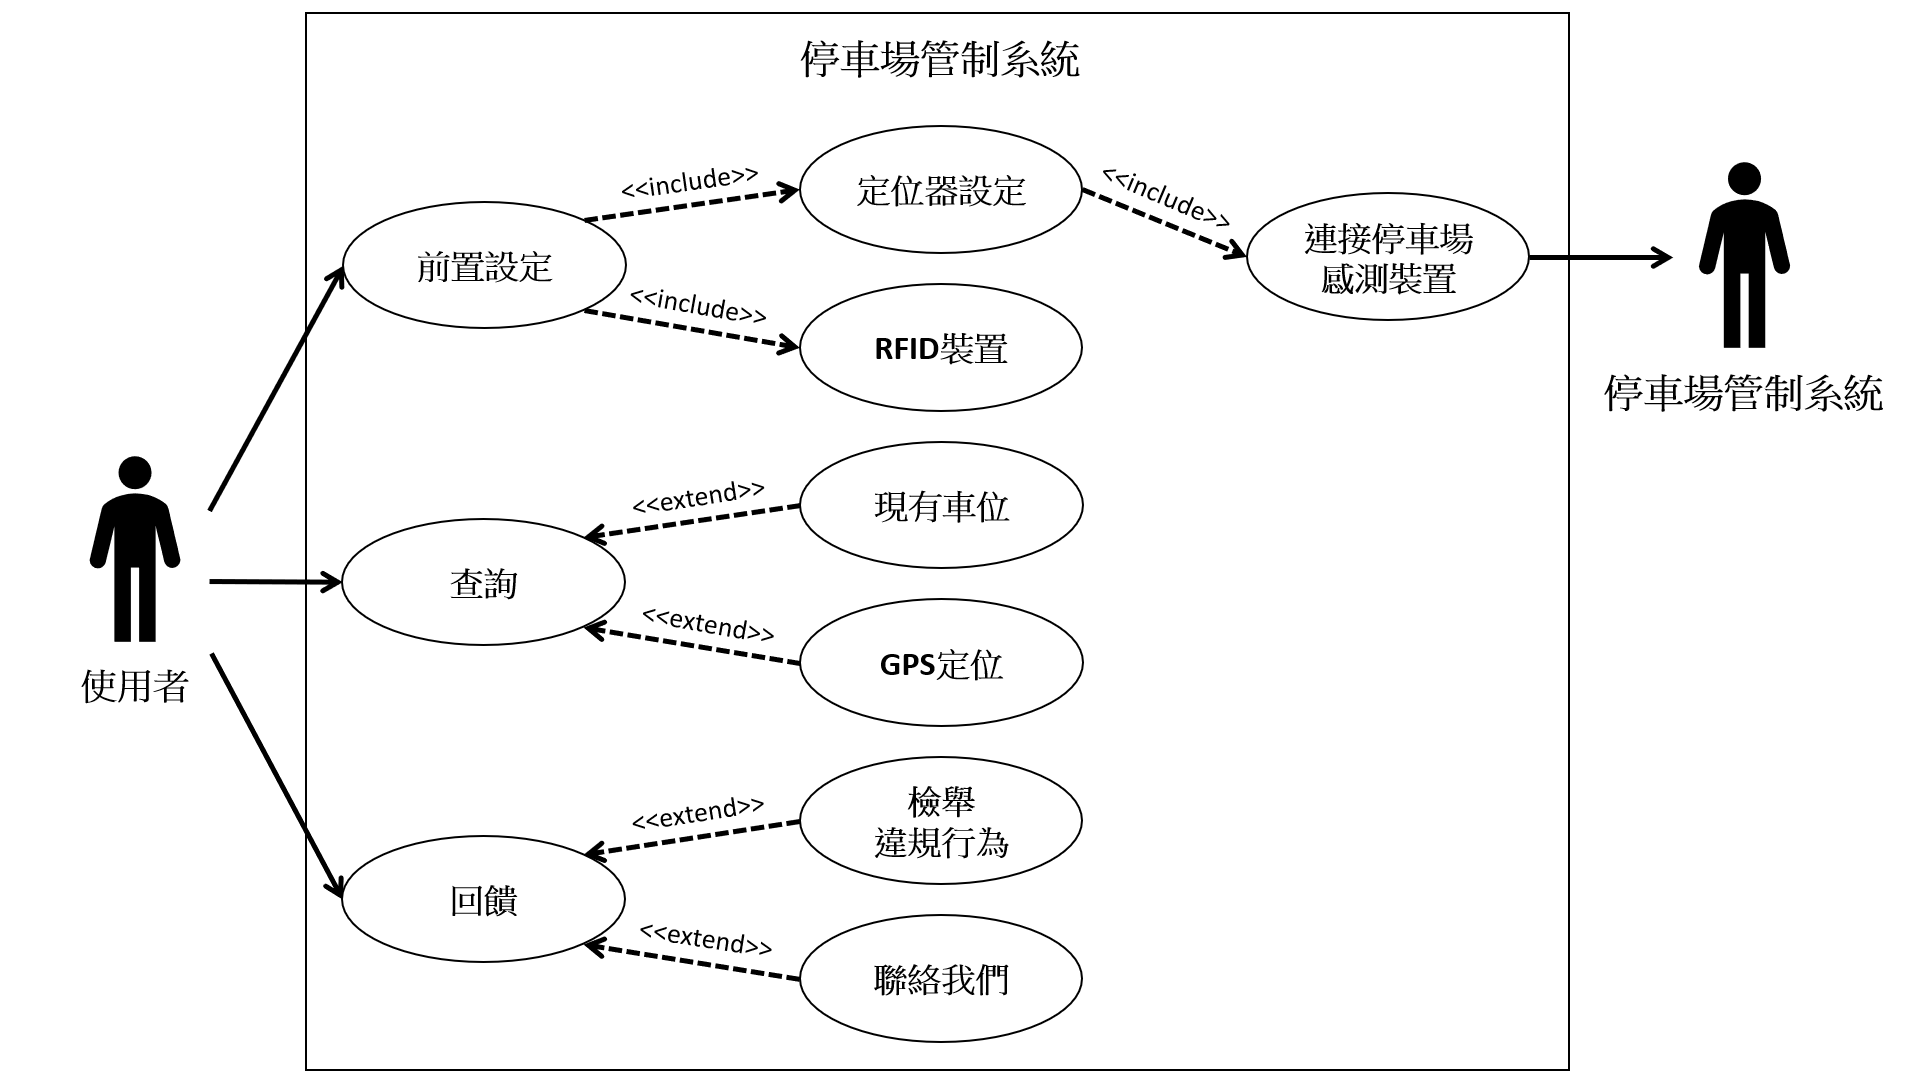 停車場管制系統
<<include>>
定位器設定
<<include>>
前置設定
連接停車場
感測裝置
<<include>>
RFID裝置
停車場管制系統
<<extend>>
現有車位
查詢
<<extend>>
GPS定位
使用者
<<extend>>
檢舉
違規行為
回饋
<<extend>>
聯絡我們